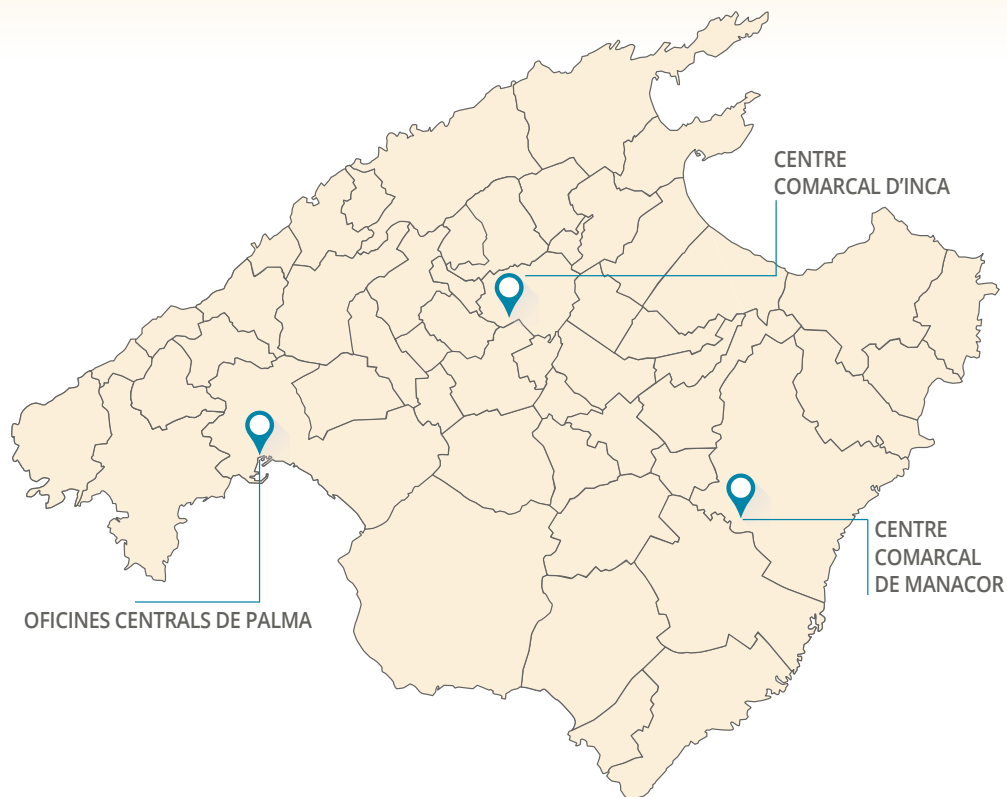 CENTRE
COMARCAL D’INCA
CENTRE
COMARCAL
DE MANACOR
OFICINES CENTRALS DE PALMA